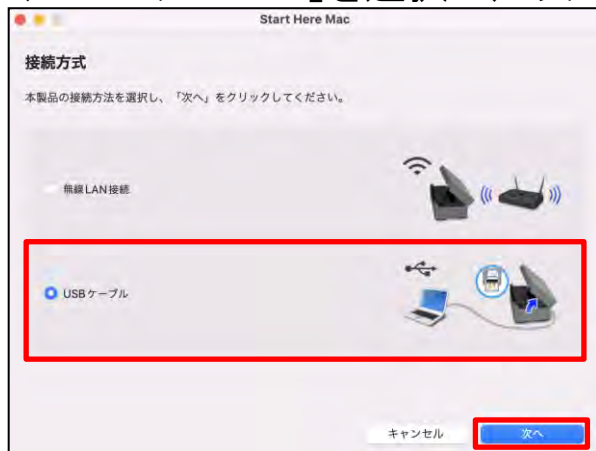 Start Here Mac
接続方式
本製品の接続方法を選択し、「次へ」をクリックしてください。
無線LAN接続
USBケーブル
キャンセル
次へ